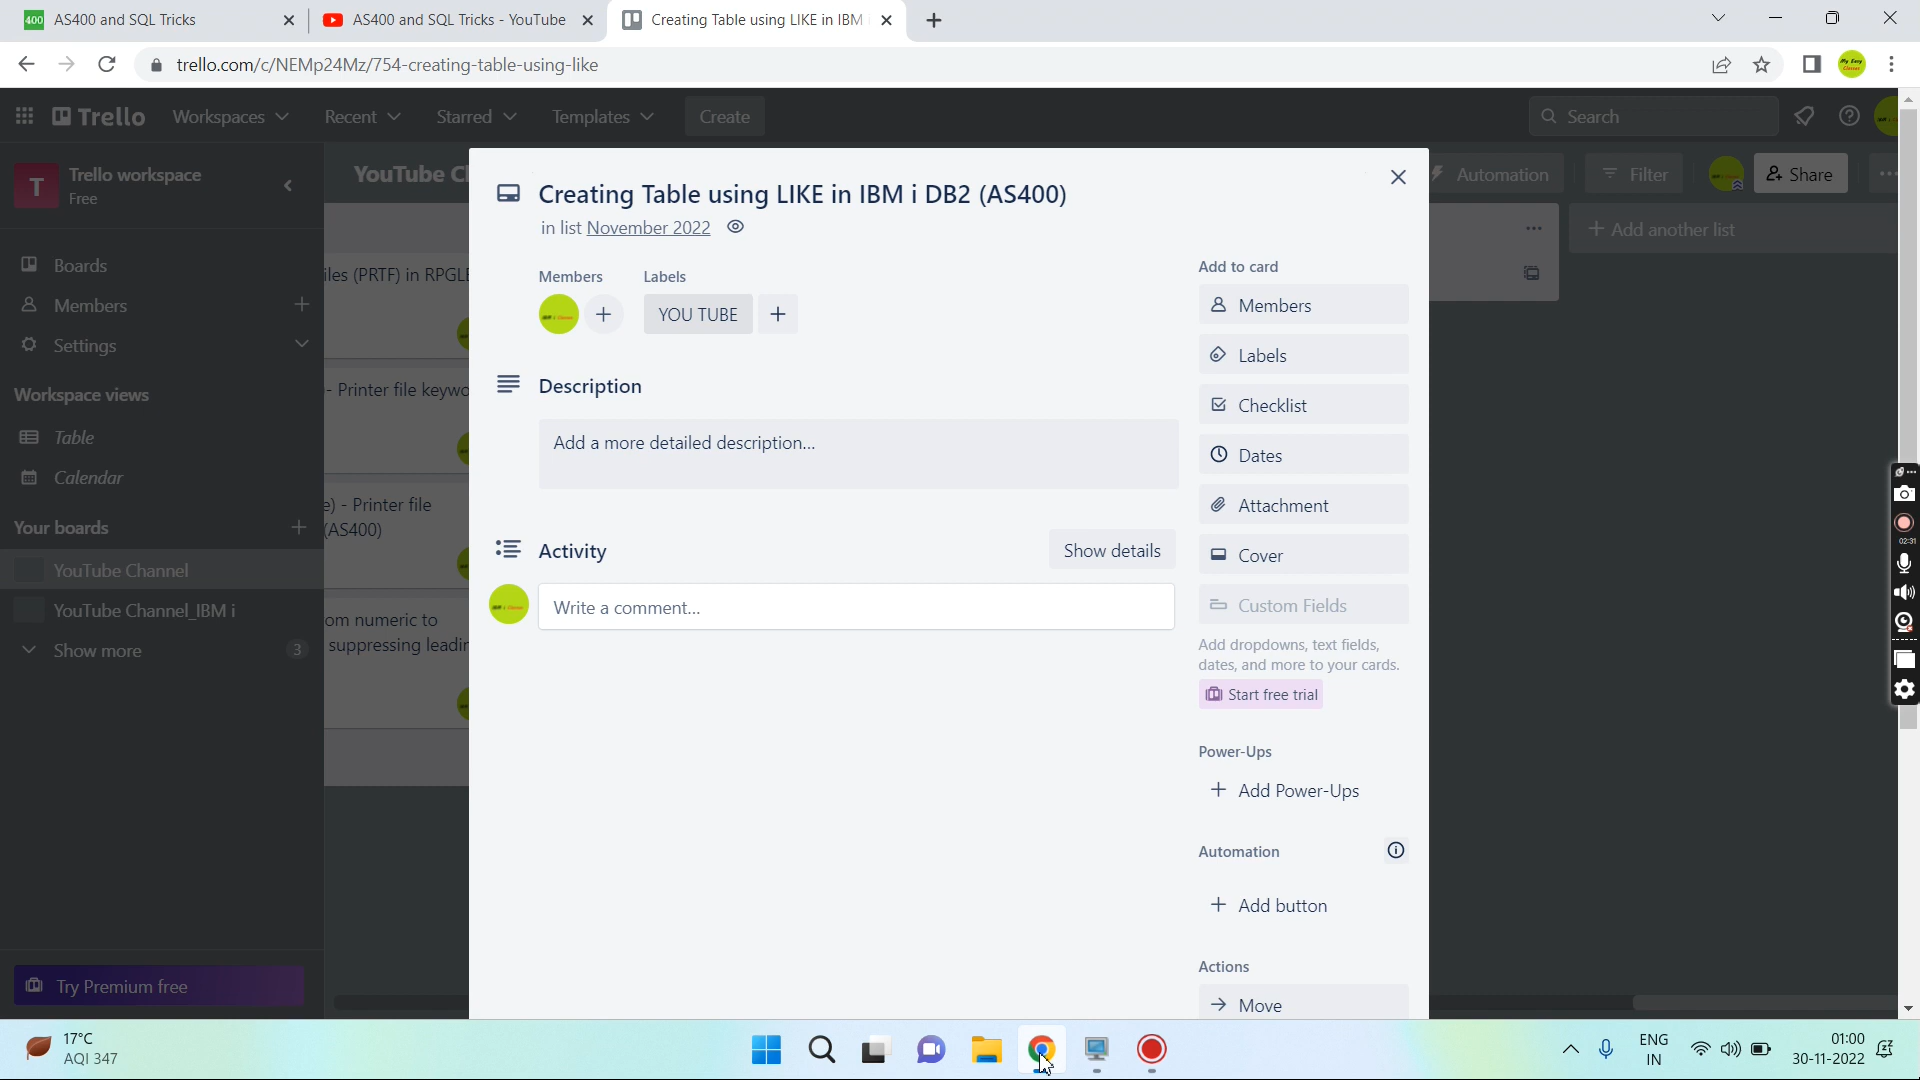 400 AS400 and SQL Tricks
AS400 and SQL Tricks - YouTube
Creating Table using LIKE in IBM
trello.com/c/NEMp24Mz/754-creating-table-using-like
Trello Workspaces Recent Starred Templates Create
Search
T Trello workspace
Free
YouTube Cl
Automation
Filter
Share
Boards
Members
Settings
Workspace views
Table
Calendar
Your boards
YouTube Channel
YouTube Channel_IBM i
Show more 3
Try Premium free
iles (PRTF) in RPGLE
- Printer file keywo
e) - Printer file
(AS400)
om numeric to
suppressing leadin
Creating Table using LIKE in IBM i DB2 (AS400)
in list November 2022
Members
Labels
YOU TUBE
Description
Add a more detailed description...
Activity
Show details
Write a comment...
Add to card
Members
Labels
Checklist
Dates
Attachment
Cover
Custom Fields
Add dropdowns, text fields,
dates, and more to your cards.
Start free trial
Power-Ups
Add Power-Ups
Automation
Add button
Actions
Move
Add another list
02:31
17°C
AQI 347
ENG
IN
01:00
30-11-2022